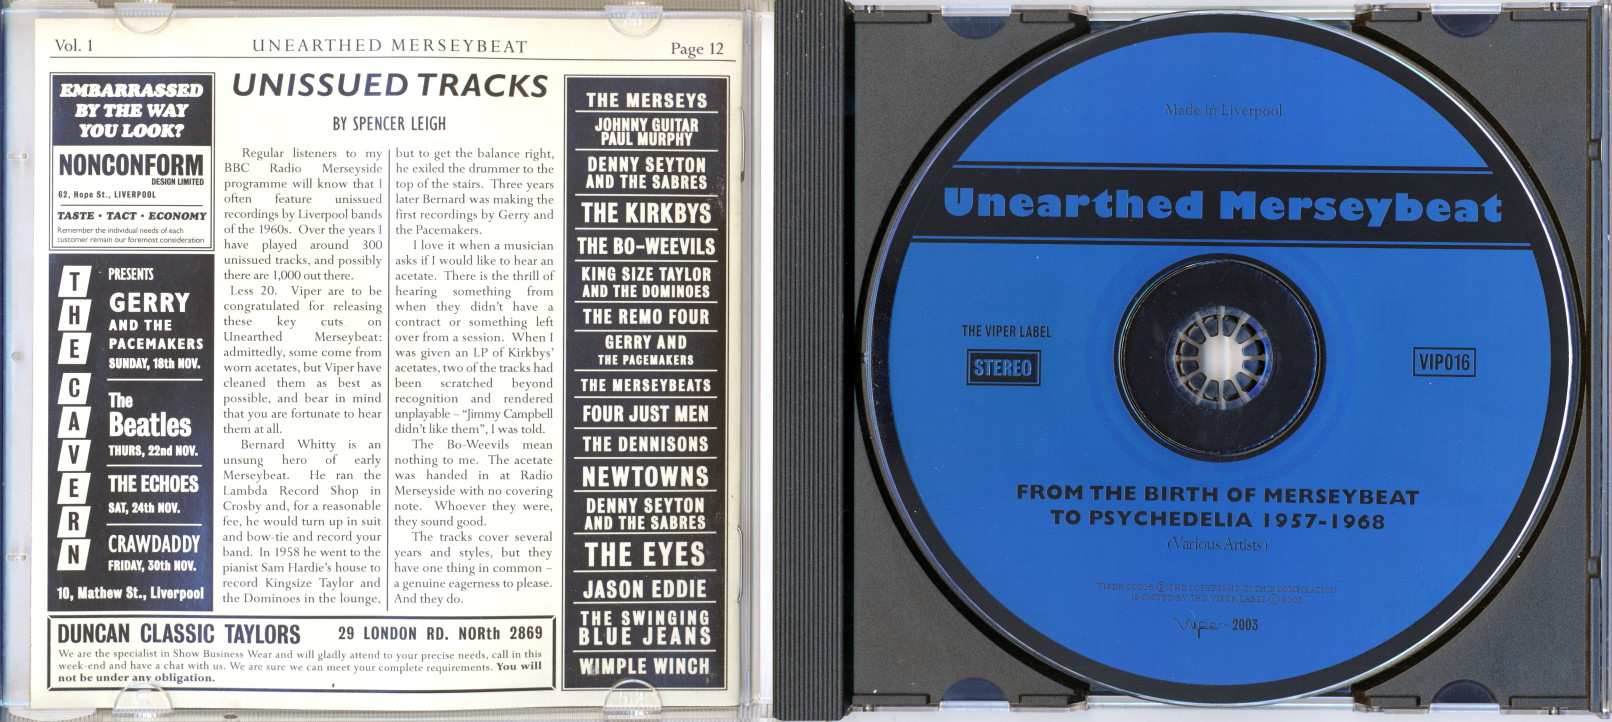 Vol. 1
UNEARTHED MERSEYBEAT
Page 12
EMBARRASSED
BY THE WAY
YOU LOOK?
NONCONFORM
DESIGN LIMITED
62, Hope St., LIVERPOOL
TASTE · TACT · ECONOMY
Remember the individual needs of each
customer remain our foremost consideration
THE CAVERN
PRESENTS
GERRY
AND THE
PACEMAKERS
SUNDAY, 18th NOV.
The
Beatles
THURS, 22nd NOV.
THE ECHOES
SAT, 24th NOV.
CRAWDADDY
FRIDAY, 30th NOV.
10, Mathew St., Liverpool
UNISSUED TRACKS
BY SPENCER LEIGH
Regular listeners to my
BBC Radio Merseyside
programme will know that I
often feature unissued
recordings by Liverpool bands
of the 1960s. Over the years I
have played around 300
unissued tracks, and possibly
there are 1,000 out there.
Less 20. Viper are to be
congratulated for releasing
these key cuts on
Unearthed Merseybeat:
admittedly, some come from
worn acetates, but Viper have
cleaned them as best as
possible, and bear in mind
that you are fortunate to hear
them at all.
Bernard Whitty is an
unsung hero of early
Merseybeat. He ran the
Lambda Record Shop in
Crosby and, for a reasonable
fee, he would turn up in suit
and bow-tie and record your
band. In 1958 he went to the
pianist Sam Hardie's house to
record Kingsize Taylor and
the Dominoes in the lounge,
but to get the balance right,
he exiled the drummer to the
top of the stairs. Three years
later Bernard was making the
first recordings by Gerry and
the Pacemakers.
I love it when a musician
asks if I would like to hear an
acetate. There is the thrill of
hearing something from
when they didn't have a
contract or something left
over from a session. When I
was given an LP of Kirkbys'
acetates, two of the tracks had
been scratched beyond
recognition and rendered
unplayable – "Jimmy Campbell
didn't like them", I was told.
The Bo-Weevils mean
nothing to me. The acetate
was handed in at Radio
Merseyside with no covering
note. Whoever they were,
they sound good.
The tracks cover several
years and styles, but they
have one thing in common –
a genuine eagerness to please.
And they do.
DUNCAN CLASSIC TAYLORS 29 LONDON RD. NORth 2869
We are the specialist in Show Business Wear and will gladly attend to your precise needs, call in this
week-end and have a chat with us. We are sure we can meet your complete requirements. You will
not be under any obligation.
THE MERSEYS
JOHNNY GUITAR
PAUL MURPHY
DENNY SEYTON
AND THE SABRES
THE KIRKBYS
THE BO-WEEVILS
KING SIZE TAYLOR
AND THE DOMINOES
THE REMO FOUR
GERRY AND
THE PACEMAKERS
THE MERSEYBEATS
FOUR JUST MEN
THE DENNISONS
NEWTOWNS
DENNY SEYTON
AND THE SABRES
THE EYES
JASON EDDIE
THE SWINGING
BLUE JEANS
WIMPLE WINCH
Made in Liverpool
Unearthed Merseybeat
THE VIPER LABEL
STEREO
VIP016
FROM THE BIRTH OF MERSEYBEAT
TO PSYCHEDELIA 1957-1968
(Various Artists)
VIPER CD016 Ⓟ THE COPYRIGHT IN THIS COMPILATION
IS OWNED BY THE VIPER LABEL © 2003
Viper 2003